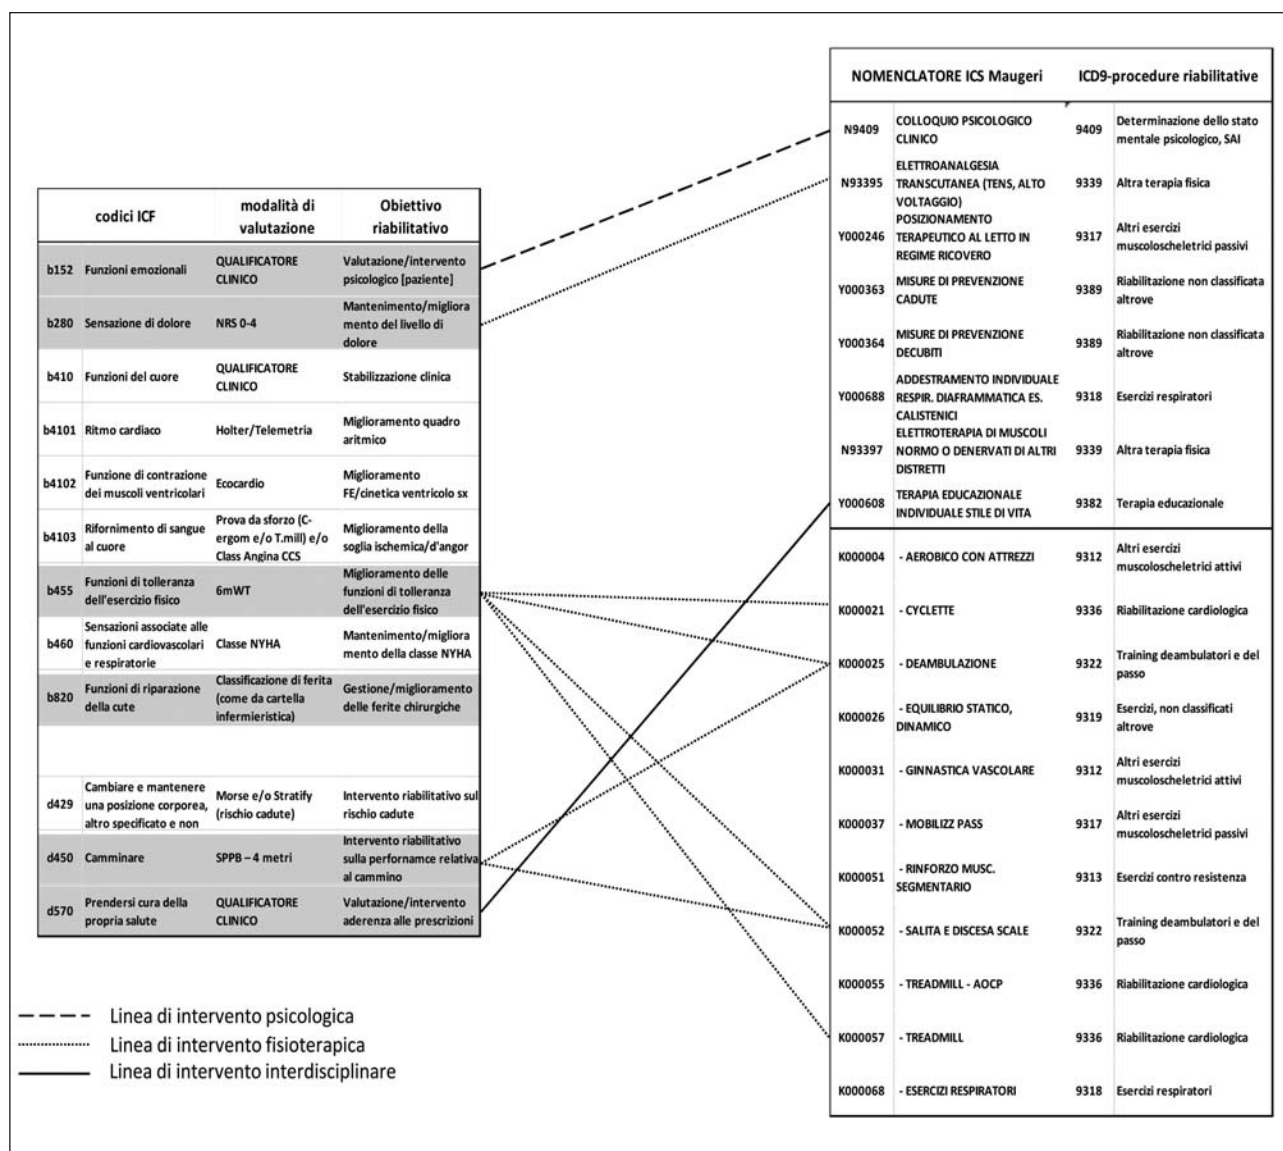 codici ICF
modalità di
valutazione
Obiettivo
riabilitativo
b152
Funzioni emozionali
QUALIFICATORE
CLINICO
Valutazione/intervento
psicologico [paziente]
b280
Sensazione di dolore
NRS 0-4
Mantenimento/migliora
mento del livello di
dolore
b410
Funzioni del cuore
QUALIFICATORE
CLINICO
Stabilizzazione clinica
b4101
Ritmo cardiaco
Holter/Telemetria
Miglioramento quadro
aritmico
b4102
Funzione di contrazione
dei muscoli ventricolari
Ecocardio
Miglioramento
FE/cinetica ventricolo sx
b4103
Rifornimento di sangue
al cuore
Prova da sforzo (C-
ergom e/o T.mill) e/o
Class Angina CCS
Miglioramento della
soglia ischemica/d'angor
b455
Funzioni di tolleranza
dell'esercizio fisico
6mWT
Miglioramento delle
funzioni di tolleranza
dell'esercizio fisico
b460
Sensazioni associate alle
funzioni cardiovascolari
e respiratorie
Classe NYHA
Mantenimento/migliora
mento della classe NYHA
b820
Funzioni di riparazione
della cute
Classificazione di ferita
(come da cartella
infermieristica)
Gestione/miglioramento
delle ferite chirurgiche
d429
Cambiare e mantenere
una posizione corporea,
altro specificato e non
Morse e/o Stratify
(rischio cadute)
Intervento riabilitativo sul
rischio cadute
d450
Camminare
SPPB – 4 metri
Intervento riabilitativo
sulla perfornamce relativa
al cammino
d570
Prendersi cura della
propria salute
QUALIFICATORE
CLINICO
Valutazione/intervento
aderenza alle prescrizioni
Linea di intervento psicologica
Linea di intervento fisioterapica
Linea di intervento interdisciplinare
NOMENCLATORE ICS Maugeri
ICD9-procedure riabilitative
N9409
COLLOQUIO PSICOLOGICO
CLINICO
9409
Determinazione dello stato
mentale psicologico, SAI
N93395
ELETTROANALGESIA
TRANSCUTANEA (TENS, ALTO
VOLTAGGIO)
9339
Altra terapia fisica
Y000246
POSIZIONAMENTO
TERAPEUTICO AL LETTO IN
REGIME RICOVERO
9317
Altri esercizi
muscoloscheletrici passivi
Y000363
MISURE DI PREVENZIONE
CADUTE
9389
Riabilitazione non classificata
altrove
Y000364
MISURE DI PREVENZIONE
DECUBITI
9389
Riabilitazione non classificata
altrove
Y000688
ADDESTRAMENTO INDIVIDUALE
RESPIR. DIAFRAMMATICA ES.
CALISTENICI
9318
Esercizi respiratori
N93397
ELETTROTERAPIA DI MUSCOLI
NORMO O DENERVATI DI ALTRI
DISTRETTI
9339
Altra terapia fisica
Y000608
TERAPIA EDUCAZIONALE
INDIVIDUALE STILE DI VITA
9382
Terapia educazionale
K000004
- AEROBICO CON ATTREZZI
9312
Altri esercizi
muscoloscheletrici attivi
K000021
- CYCLETTE
9336
Riabilitazione cardiologica
K000025
- DEAMBULAZIONE
9322
Training deambulatori e del
passo
K000026
- EQUILIBRIO STATICO,
DINAMICO
9319
Esercizi, non classificati
altrove
K000031
- GINNASTICA VASCOLARE
9312
Altri esercizi
muscoloscheletrici attivi
K000037
- MOBILIZZ PASS
9317
Altri esercizi
muscoloscheletrici passivi
K000051
- RINFORZO MUSC.
SEGMENTARIO
9313
Esercizi contro resistenza
K000052
- SALITA E DISCESA SCALE
9322
Training deambulatori e del
passo
K000055
- TREADMILL - AOCP
9336
Riabilitazione cardiologica
K000057
- TREADMILL
9336
Riabilitazione cardiologica
K000068
- ESERCIZI RESPIRATORI
9318
Esercizi respiratori